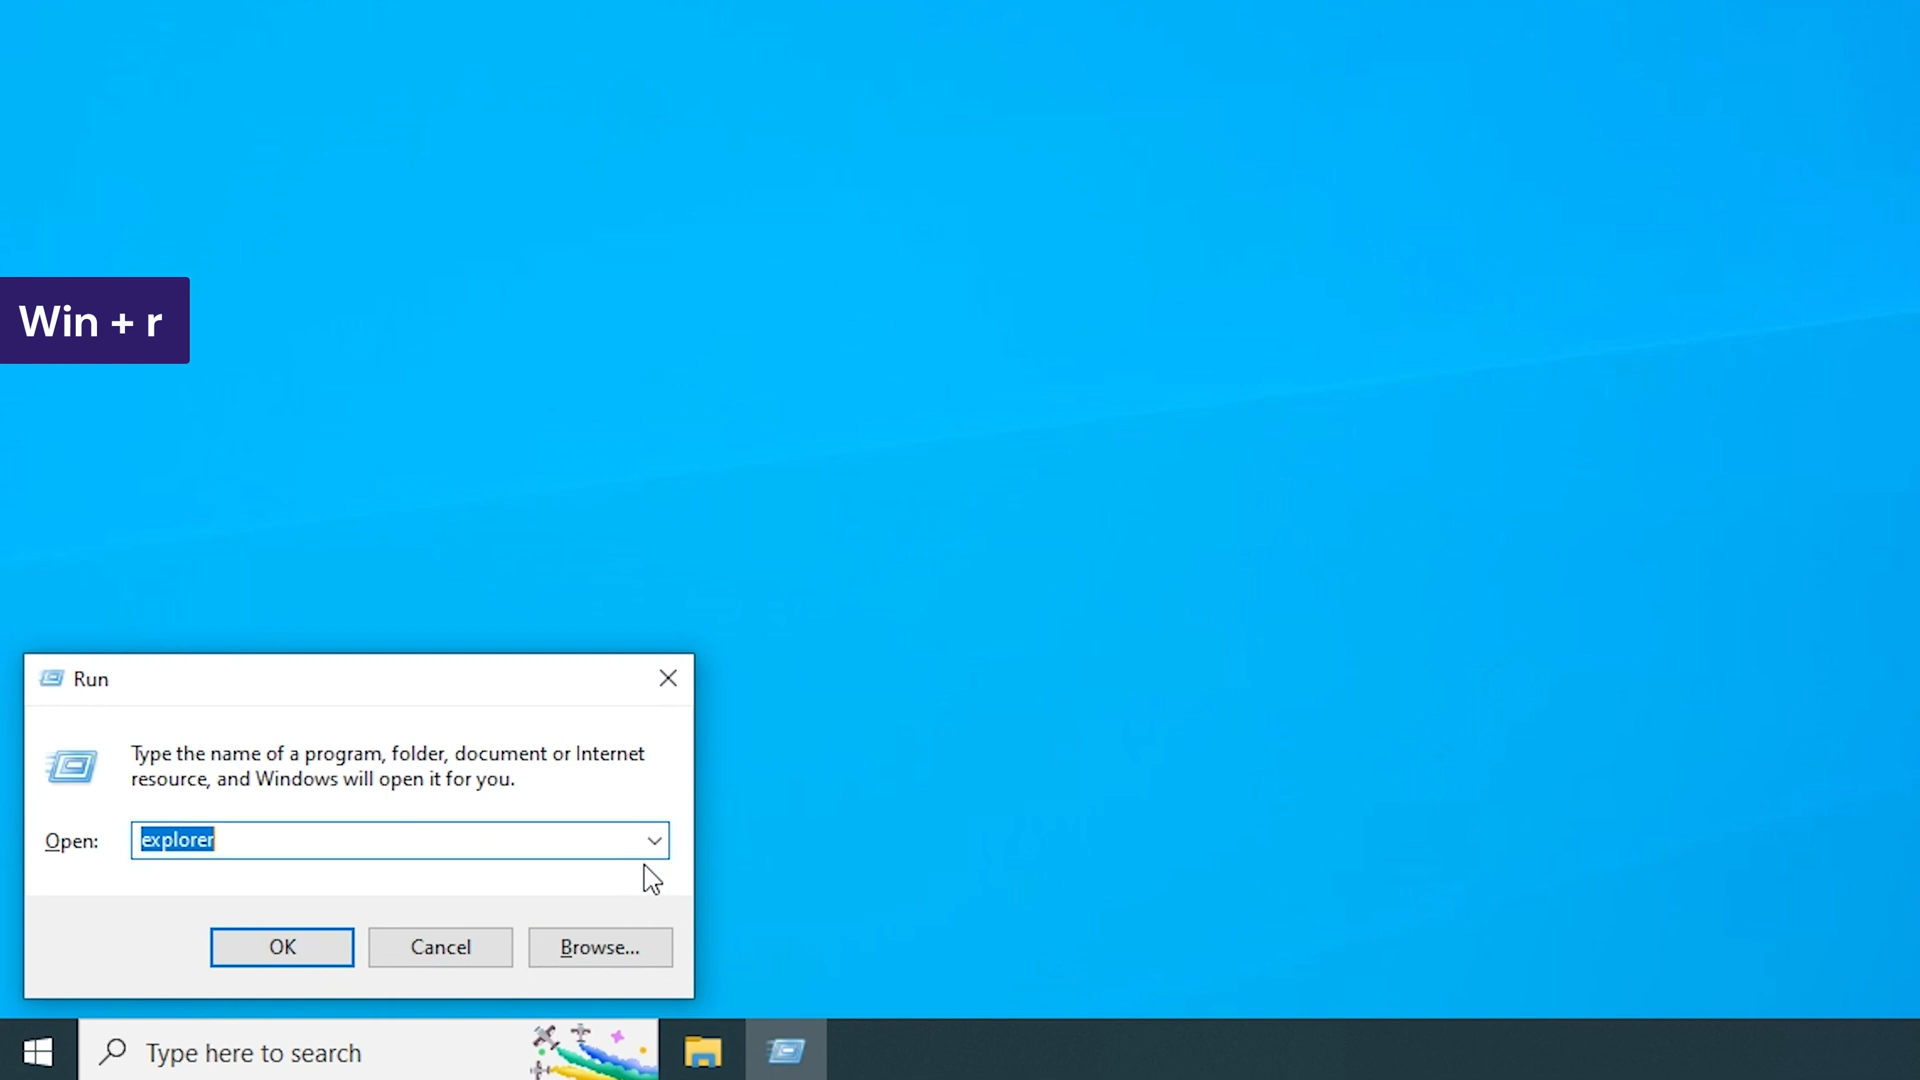 Win + r
Run
Type the name of a program, folder, document or Internet
resource, and Windows will open it for you.
Open:
explorer
OK
Cancel
Browse...
Type here to search